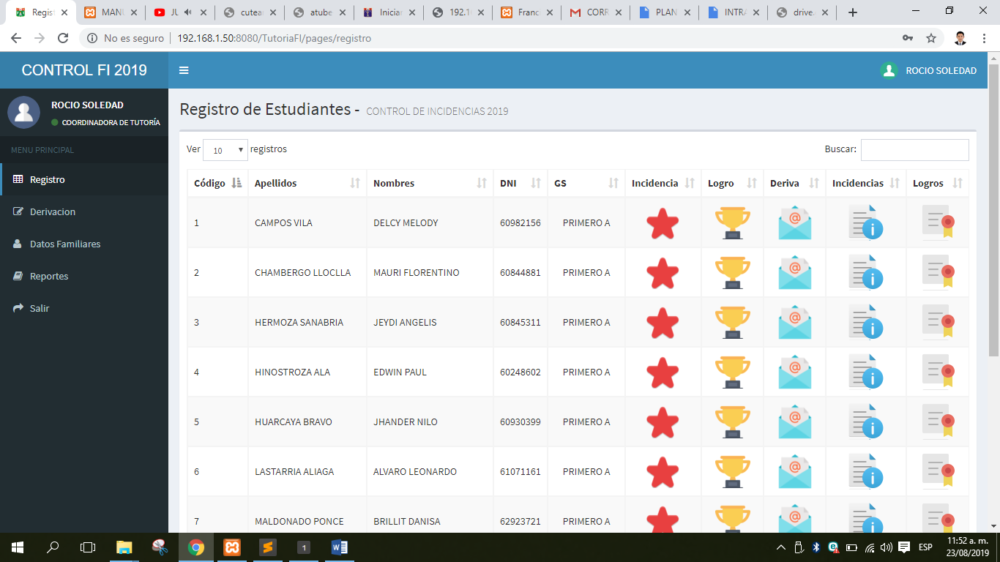 Regist
MANU
JU
cutean
atube
Iniciar
192.1
Franc
CORR
PLAN
INTRA
drive.
No es seguro
192.168.1.50:8080/TutoriaFI/pages/registro
CONTROL FI 2019
ROCIO SOLEDAD
ROCIO SOLEDAD
COORDINADORA DE TUTORÍA
MENU PRINCIPAL
Registro
Derivacion
Datos Familiares
Reportes
Salir
Registro de Estudiantes - CONTROL DE INCIDENCIAS 2019
Ver 10 registros
Buscar:
Código Apellidos Nombres DNI GS Incidencia Logro Deriva Incidencias Logros
1 CAMPOS VILA DELCY MELODY 60982156 PRIMERO A
2 CHAMBERGO LLOCLLA MAURI FLORENTINO 60844881 PRIMERO A
3 HERMOZA SANABRIA JEYDI ANGELIS 60845311 PRIMERO A
4 HINOSTROZA ALA EDWIN PAUL 60248602 PRIMERO A
5 HUARCAYA BRAVO JHANDER NILO 60930399 PRIMERO A
6 LASTARRIA ALIAGA ALVARO LEONARDO 61071161 PRIMERO A
7 MALDONADO PONCE BRILLIT DANISA 62923721 PRIMERO A
ESP
11:52 a. m.
23/08/2019